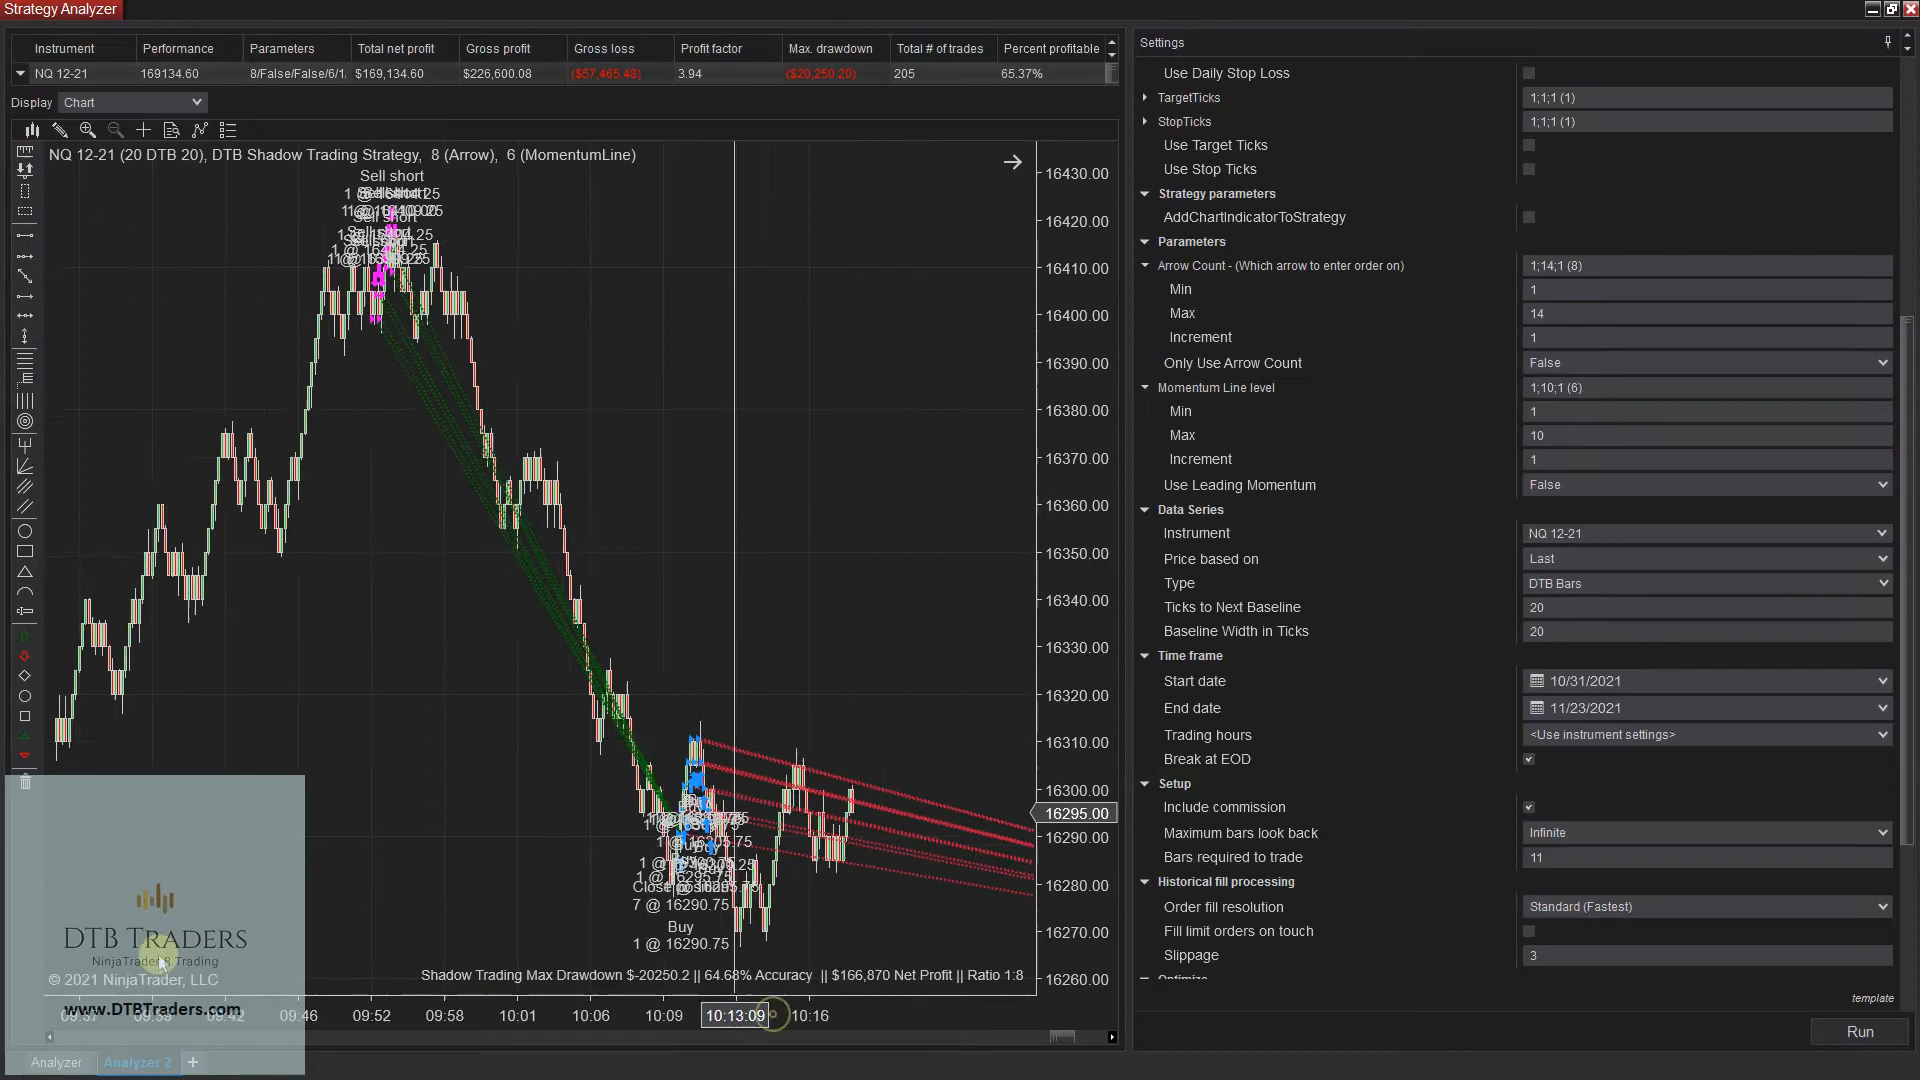 Strategy Analyzer
Instrument Performance Parameters Total net profit Gross profit Gross loss Profit factor Max. drawdown Total # of trades Percent profitable
NQ 12-21 169134.60 8/False/False/6/1. $169,134.60 $226,600.08 ($57,465.48) 3.94 ($20,250.20) 205 65.37%
Display Chart
NQ 12-21 (20 DTB 20), DTB Shadow Trading Strategy, 8 (Arrow), 6 (MomentumLine)
Sell short
Sell short
16430.00
16420.00
16410.00
16400.00
16390.00
16380.00
16370.00
16360.00
16350.00
16340.00
16330.00
16320.00
16310.00
16300.00
16295.00
16290.00
16280.00
16270.00
16260.00
Buy
Close position
7 @ 16290.75
Buy
1 @ 16290.75
Shadow Trading Max Drawdown $-20250.2 || 64.68% Accuracy || $166,870 Net Profit || Ratio 1:8
09:37 09:39 09:42 09:46 09:52 09:58 10:01 10:06 10:09 10:13:09 10:16
DTB TRADERS
NinjaTrader 8 Trading
© 2021 NinjaTrader, LLC
www.DTBTraders.com
Analyzer Analyzer 2 +
Settings
Use Daily Stop Loss
TargetTicks 1;1;1 (1)
StopTicks 1;1;1 (1)
Use Target Ticks
Use Stop Ticks
Strategy parameters
AddChartIndicatorToStrategy
Parameters
Arrow Count - (Which arrow to enter order on) 1;14;1 (8)
Min 1
Max 14
Increment 1
Only Use Arrow Count False
Momentum Line level 1;10;1 (6)
Min 1
Max 10
Increment 1
Use Leading Momentum False
Data Series
Instrument NQ 12-21
Price based on Last
Type DTB Bars
Ticks to Next Baseline 20
Baseline Width in Ticks 20
Time frame
Start date 10/31/2021
End date 11/23/2021
Trading hours <Use instrument settings>
Break at EOD
Setup
Include commission
Maximum bars look back Infinite
Bars required to trade 11
Historical fill processing
Order fill resolution Standard (Fastest)
Fill limit orders on touch
Slippage 3
Optimize
template
Run